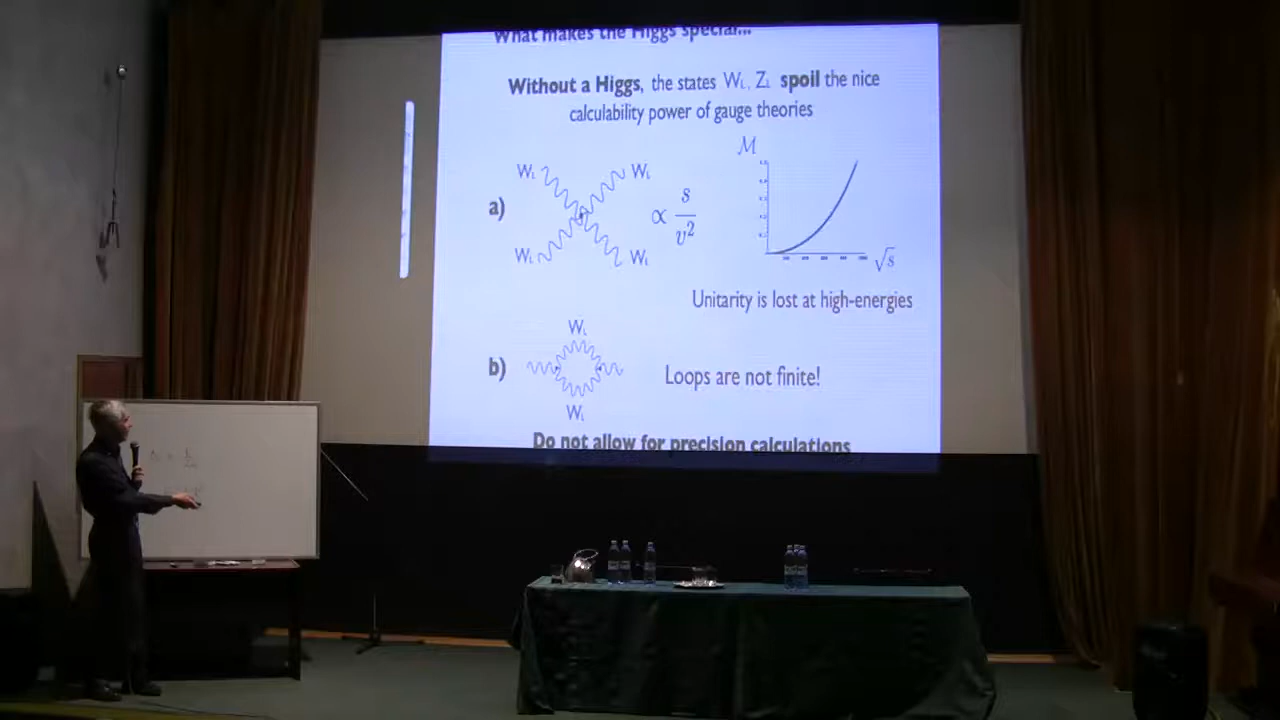 What makes the Higgs special...
Without a Higgs, the states W_L, Z_L spoil the nice
calculability power of gauge theories
a)
W_L
W_L
W_L
W_L
∝ s/v²
M
√s
Unitarity is lost at high-energies
b)
W_L
W_L
Loops are not finite!
Do not allow for precision calculations